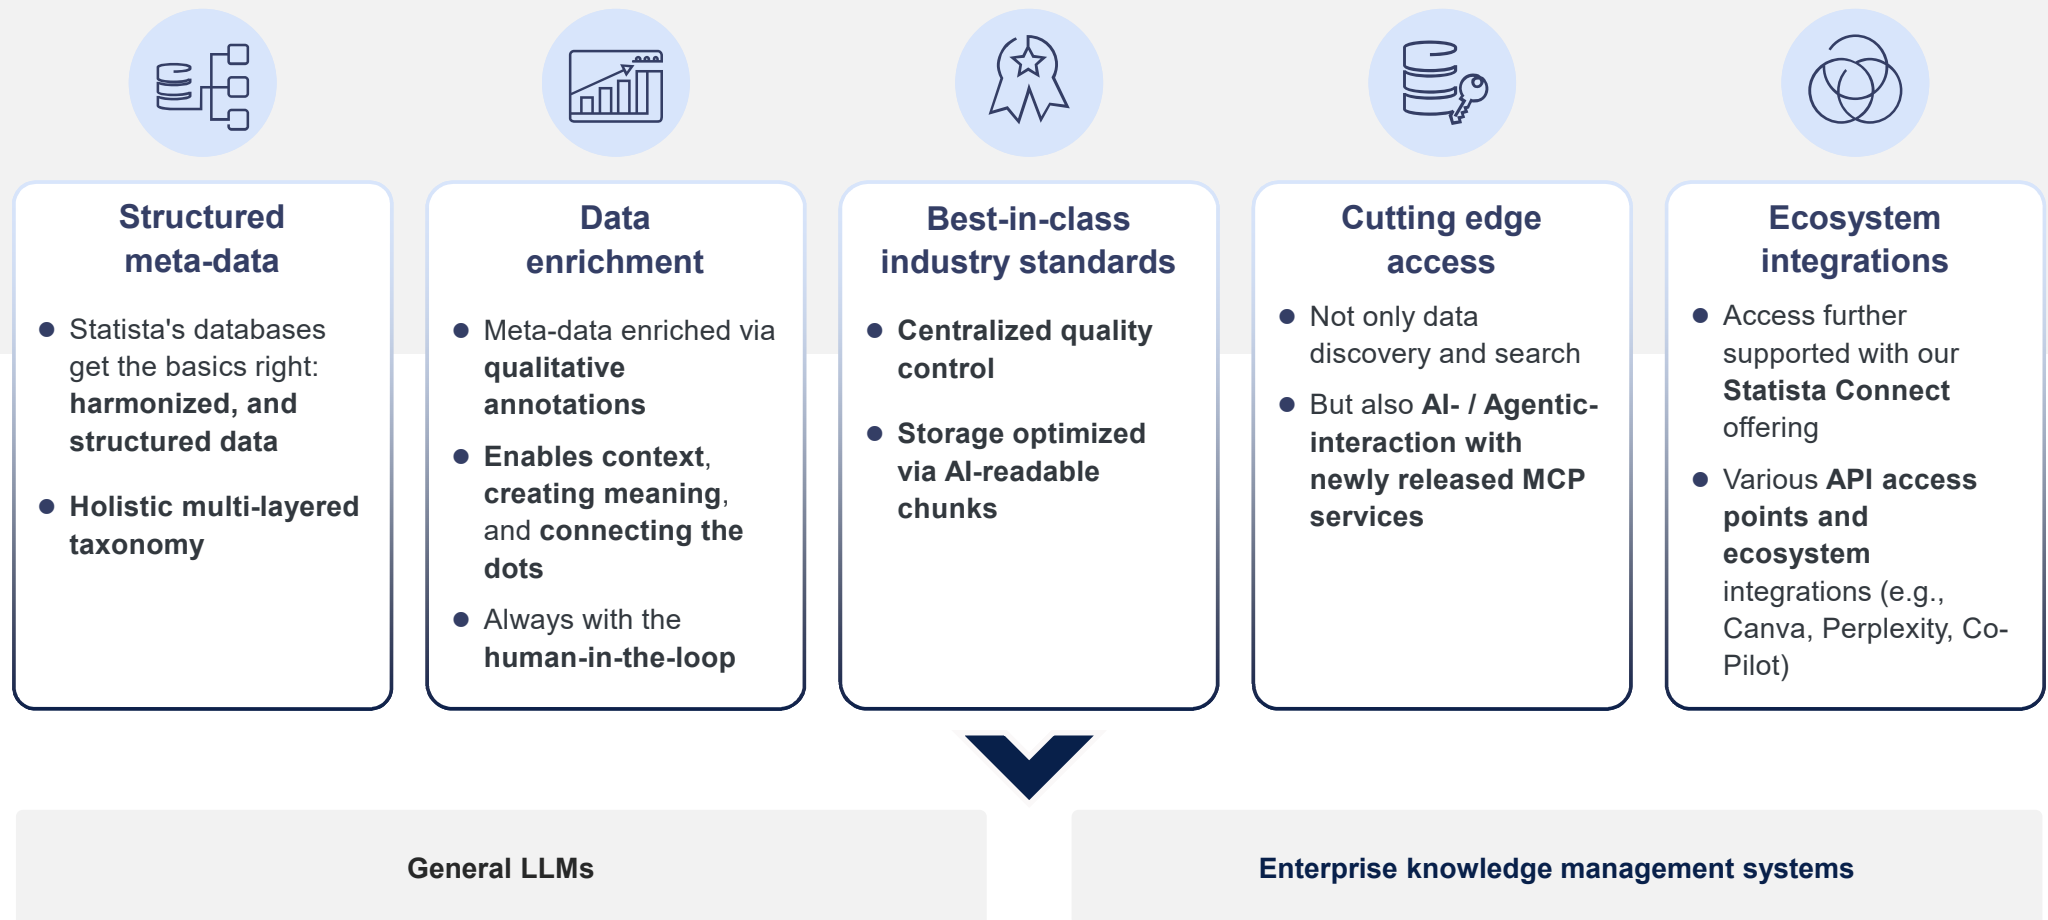 Structured
meta-data
Statista's databases
get the basics right:
harmonized, and
structured data
Holistic multi-layered
taxonomy
Data
enrichment
Meta-data enriched via
qualitative
annotations
Enables context,
creating meaning,
and connecting the
dots
Always with the
human-in-the-loop
Best-in-class
industry standards
Centralized quality
control
Storage optimized
via AI-readable
chunks
Cutting edge
access
Not only data
discovery and search
But also AI- / Agentic-
interaction with
newly released MCP
services
Ecosystem
integrations
Access further
supported with our
Statista Connect
offering
Various API access
points and
ecosystem
integrations (e.g.,
Canva, Perplexity, Co-
Pilot)
General LLMs
Enterprise knowledge management systems